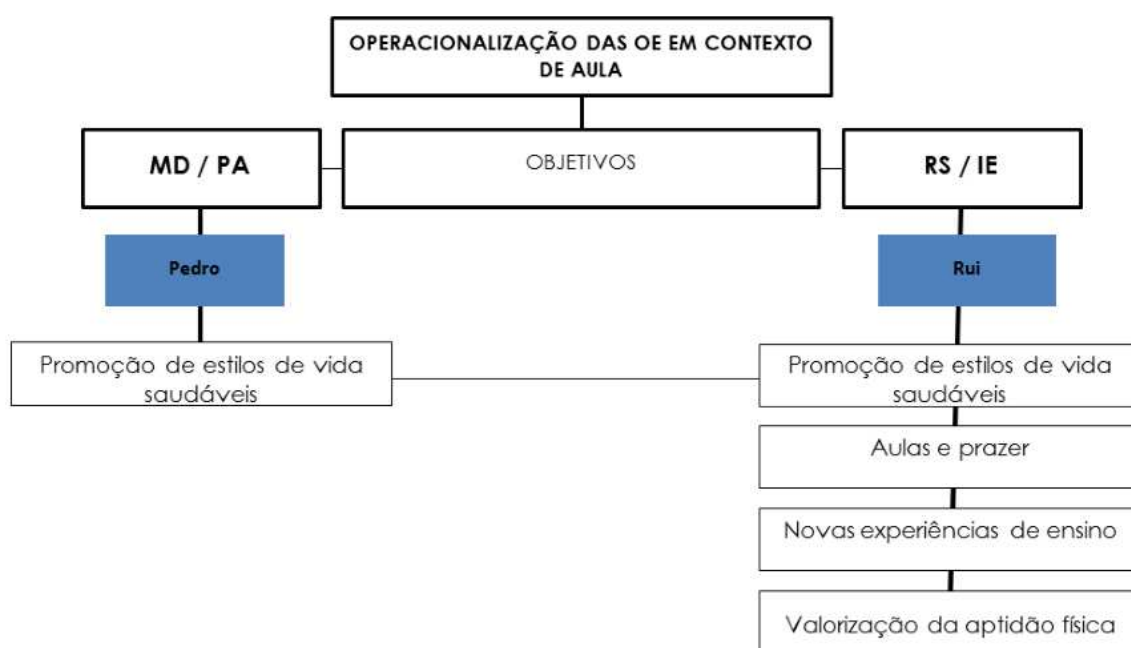 OPERACIONALIZAÇÃO DAS OE EM CONTEXTO
DE AULA
MD / PA
OBJETIVOS
RS / IE
Pedro
Rui
Promoção de estilos de vida
saudáveis
Promoção de estilos de vida
saudáveis
Aulas e prazer
Novas experiências de ensino
Valorização da aptidão física